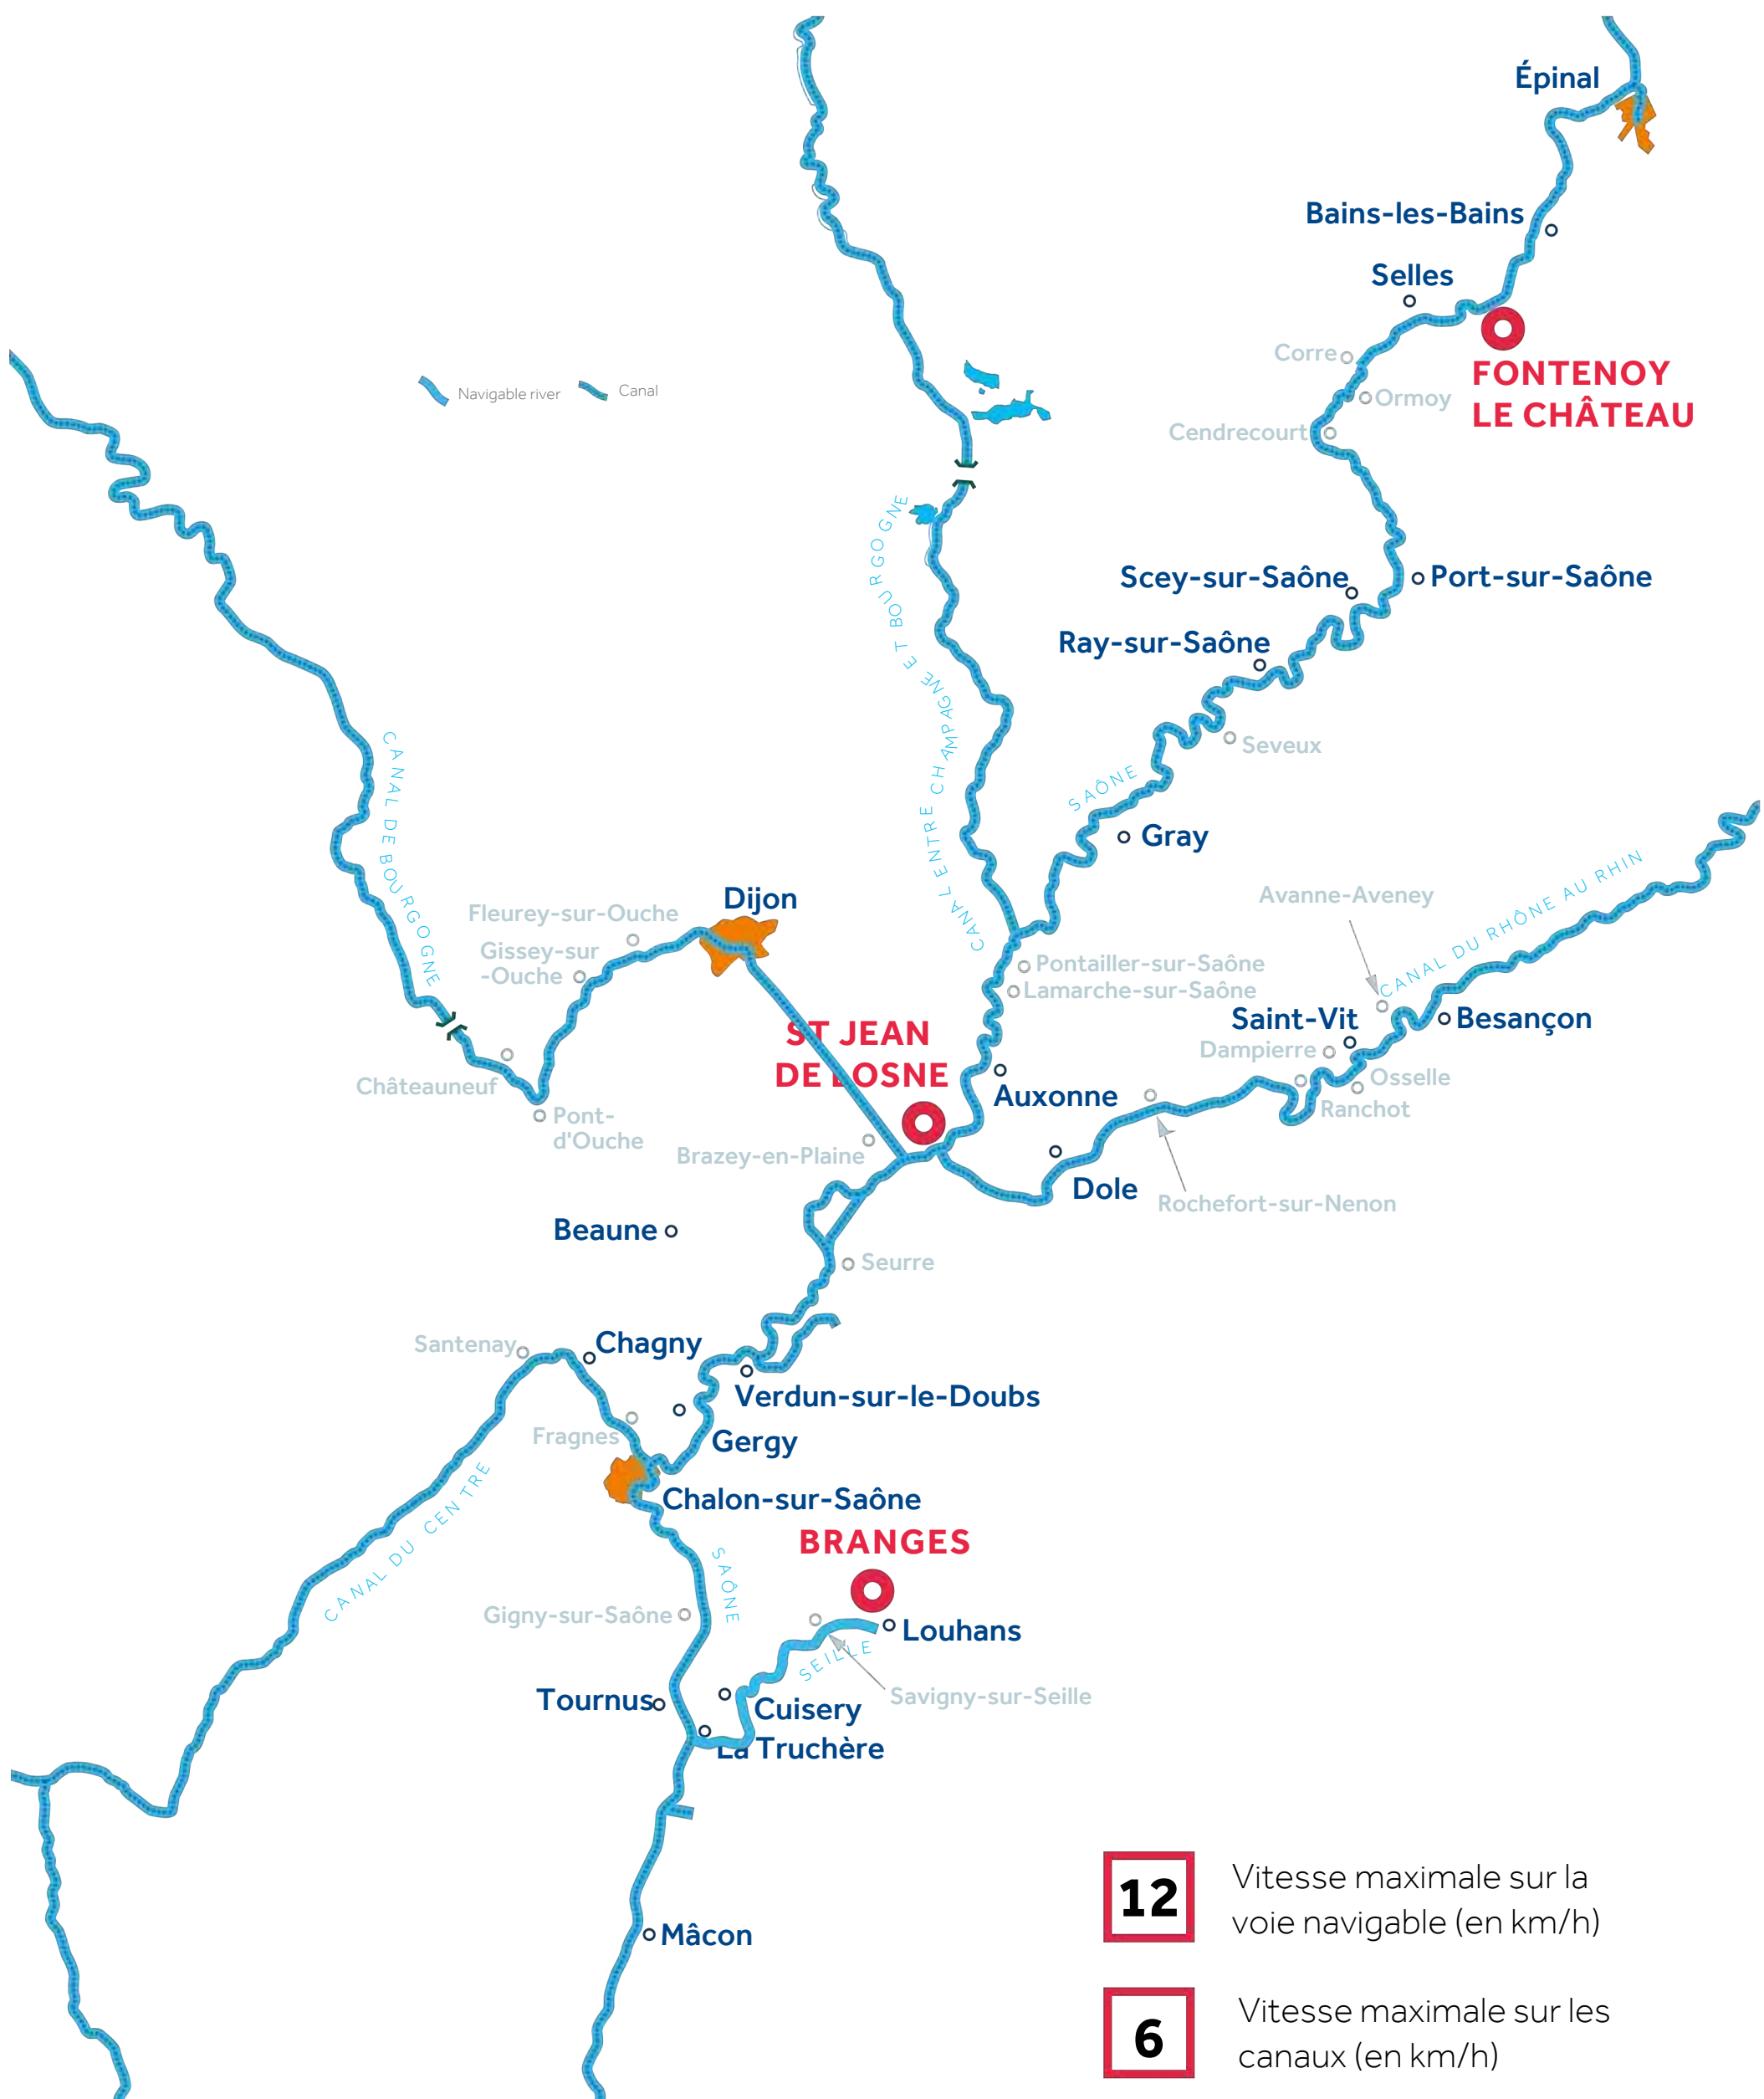 Épinal
Bains-les-Bains
Selles
Corre
FONTENOY
LE CHÂTEAU
Ormoy
Cendrecourt
Navigable river
Canal
CANAL ENTRE CHAMPAGNE ET BOURGOGNE
Scey-sur-Saône
Port-sur-Saône
Ray-sur-Saône
Seveux
SAÔNE
Gray
CANAL DE BOURGOGNE
Dijon
Fleurey-sur-Ouche
Gissey-sur
-Ouche
Avanne-Aveney
CANAL DU RHÔNE AU RHIN
Pontailler-sur-Saône
Lamarche-sur-Saône
Saint-Vit
Besançon
ST JEAN
DE LOSNE
Dampierre
Osselle
Châteauneuf
Auxonne
Ranchot
Pont-
d'Ouche
Brazey-en-Plaine
Dole
Rochefort-sur-Nenon
Beaune
Seurre
Santenay
Chagny
Verdun-sur-le-Doubs
Fragnes
Gergy
CANAL DU CENTRE
Chalon-sur-Saône
BRANGES
SAÔNE
Gigny-sur-Saône
Louhans
SEILLE
Savigny-sur-Seille
Tournus
Cuisery
La Truchère
12
Vitesse maximale sur la
voie navigable (en km/h)
Mâcon
6
Vitesse maximale sur les
canaux (en km/h)